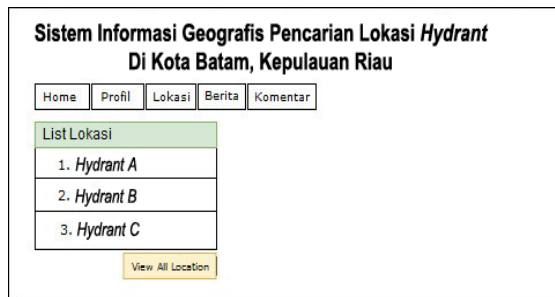 Sistem Informasi Geografis Pencarian Lokasi Hydrant
Di Kota Batam, Kepulauan Riau
Home Profil Lokasi Berita Komentar
List Lokasi
1. Hydrant A
2. Hydrant B
3. Hydrant C
View All Location